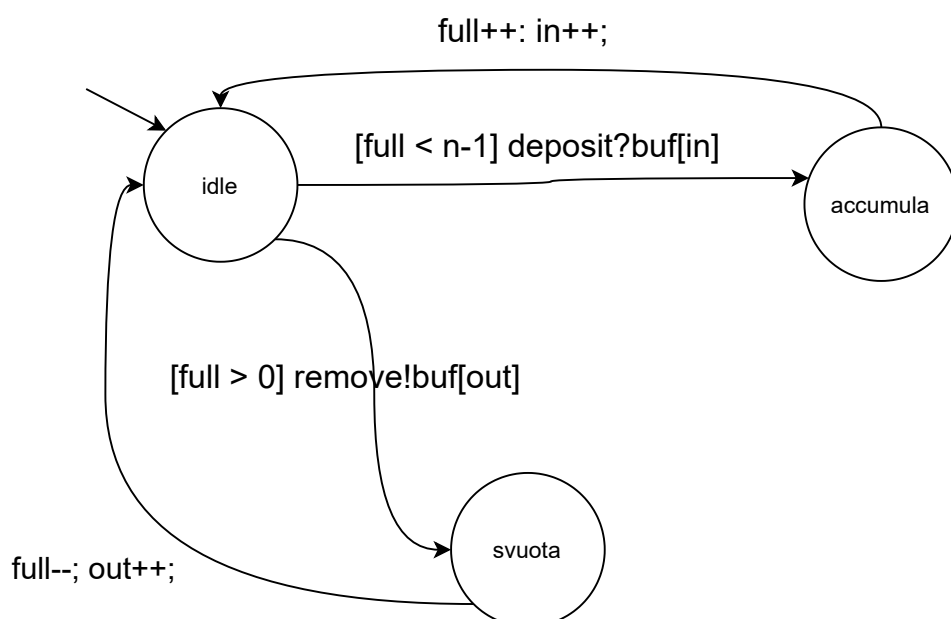 full++: in++;
[full < n-1] deposit?buf[in]
idle
accumula
[full > 0] remove!buf[out]
svuota
full--; out++;